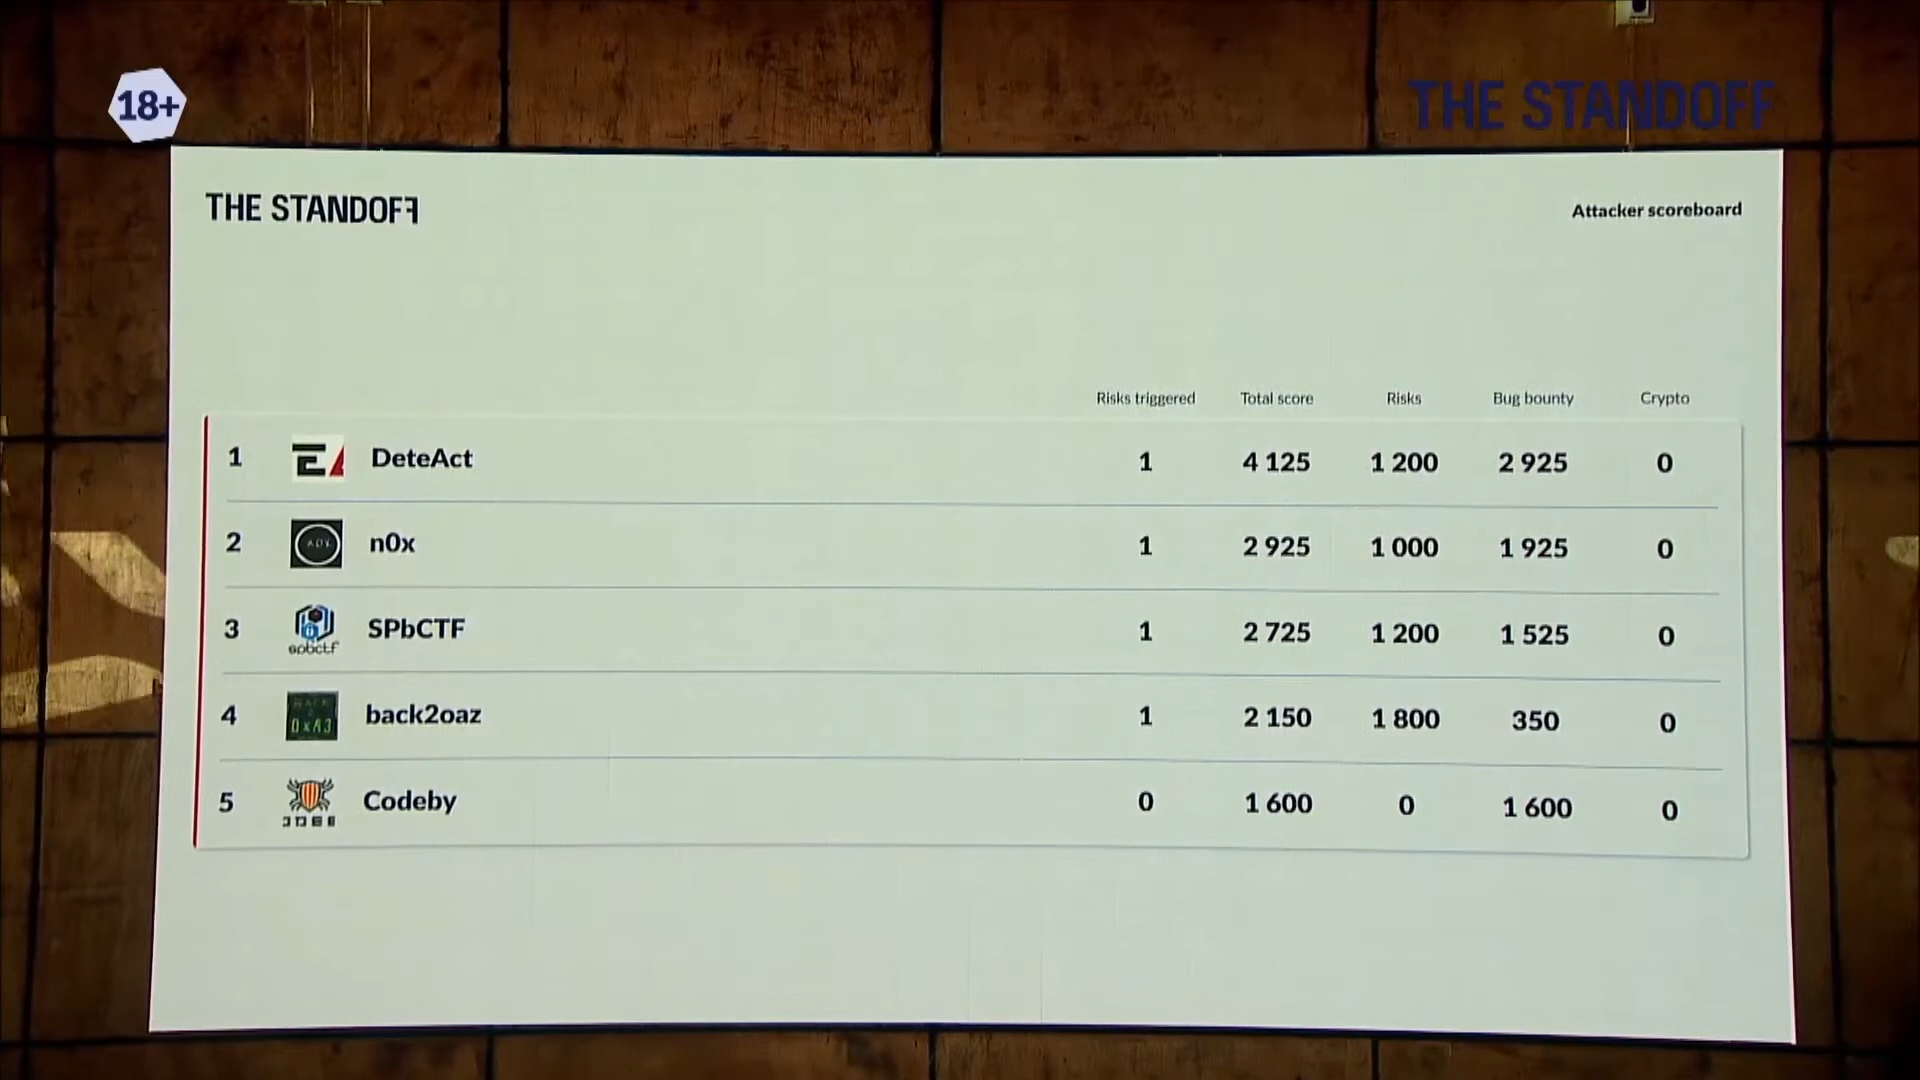 18+
THE STANDOFF
THE STANDOFF
Attacker scoreboard
Risks triggered Total score Risks Bug bounty Crypto
1 DeteAct 1 4 125 1 200 2 925 0
2 n0x 1 2 925 1 000 1 925 0
3 spbctf SPbCTF 1 2 725 1 200 1 525 0
4 0xA3 back2oaz 1 2 150 1 800 350 0
5 Codeby 0 1 600 0 1 600 0